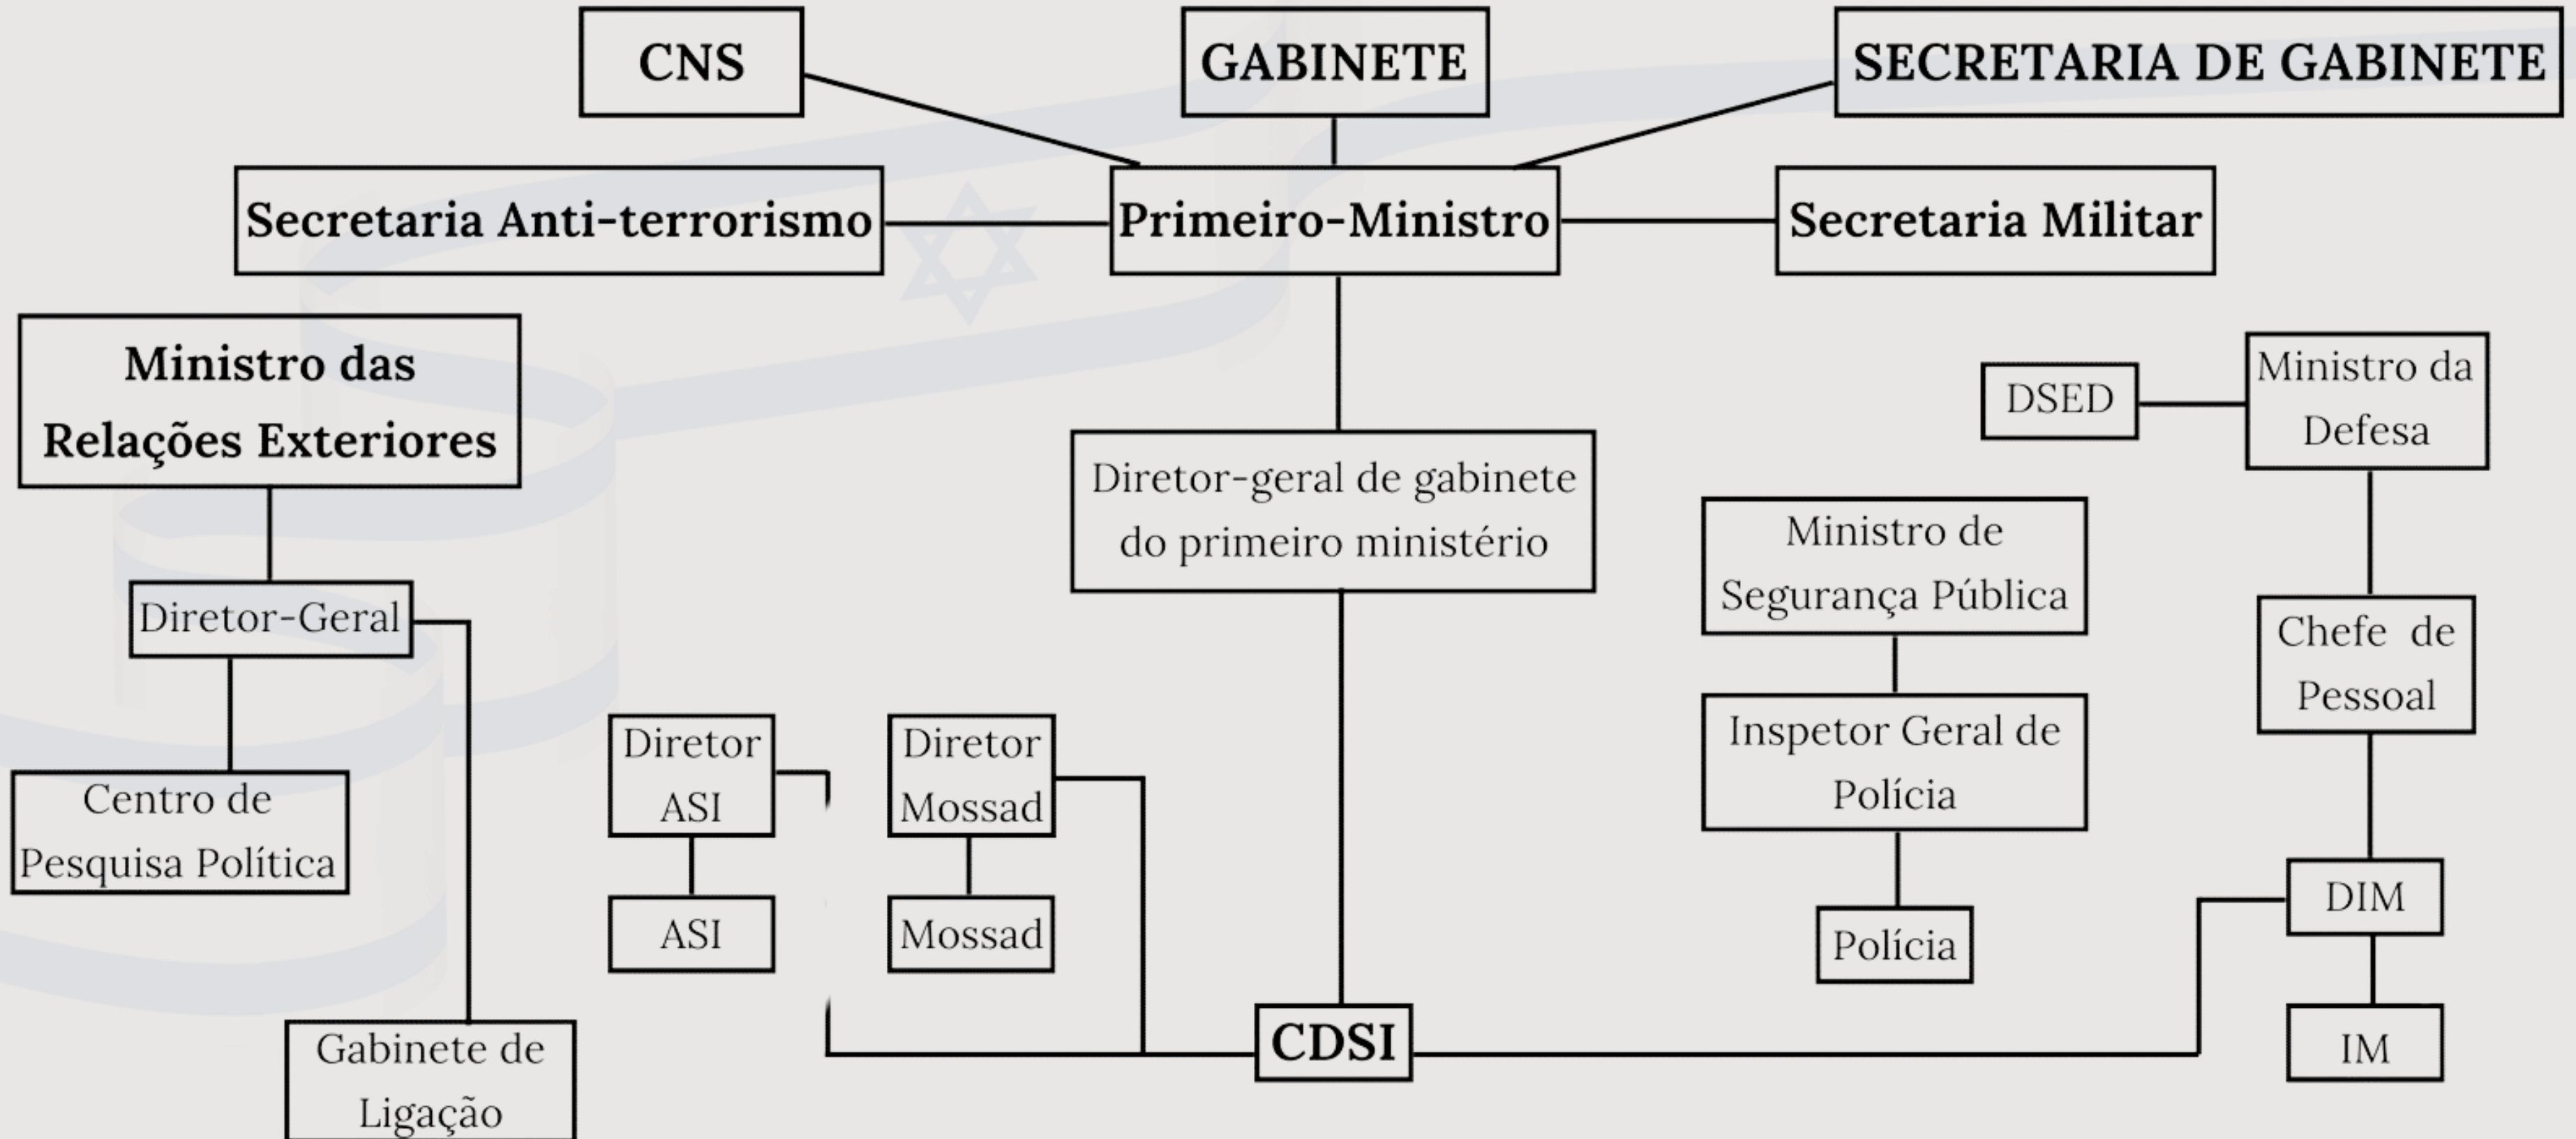 CNS
GABINETE
SECRETARIA DE GABINETE
Secretaria Anti-terrorismo
Primeiro-Ministro
Secretaria Militar
Ministro das
Relações Exteriores
DSED
Ministro da
Defesa
Diretor-geral de gabinete
do primeiro ministério
Ministro de
Segurança Pública
Diretor-Geral
Chefe de
Pessoal
Inspetor Geral de
Polícia
Diretor
ASI
Diretor
Mossad
Centro de
Pesquisa Política
DIM
ASI
Mossad
Polícia
CDSI
IM
Gabinete de
Ligação